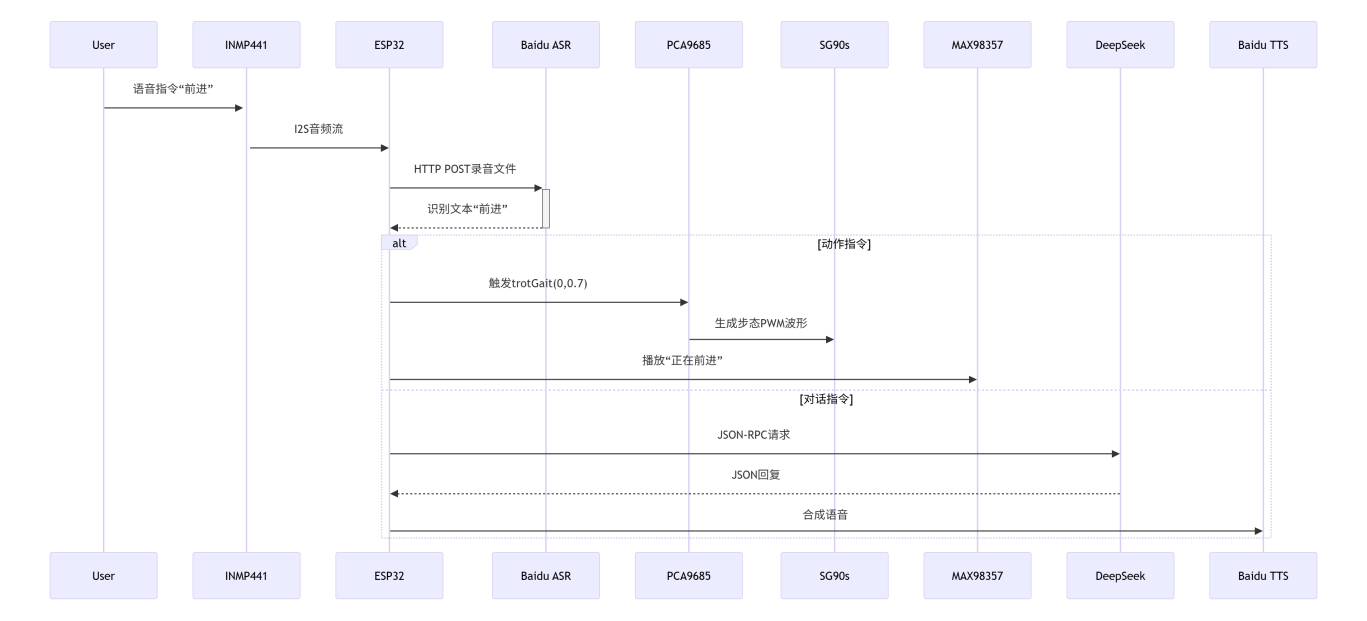 User
INMP441
ESP32
Baidu ASR
PCA9685
SG90s
MAX98357
DeepSeek
Baidu TTS
语音指令“前进”
I2S音频流
HTTP POST录音文件
识别文本“前进”
alt
[动作指令]
触发trotGait(0,0.7)
生成步态PWM波形
播放“正在前进”
[对话指令]
JSON-RPC请求
JSON回复
合成语音
User
INMP441
ESP32
Baidu ASR
PCA9685
SG90s
MAX98357
DeepSeek
Baidu TTS